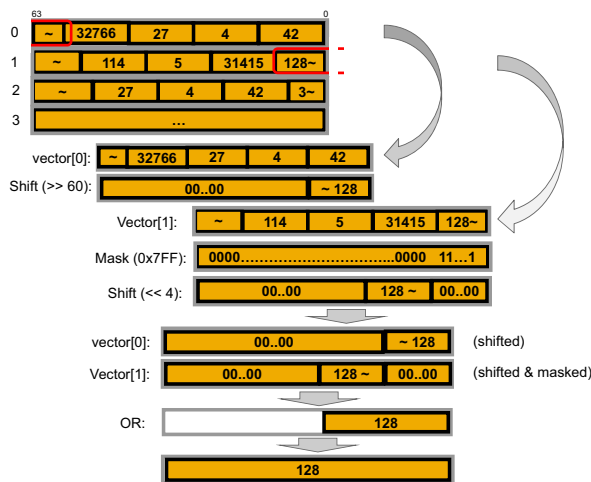 63 0
0 ~ 32766 27 4 42
1 ~ 114 5 31415 128~
2 ~ 27 4 42 3~
3 ...
vector[0]: ~ 32766 27 4 42
Shift (>> 60): 00..00 ~ 128
Vector[1]: ~ 114 5 31415 128~
Mask (0x7FF): 0000.................................0000 11...1
Shift (<< 4): 00..00 128 ~ 00..00
vector[0]: 00..00 ~ 128 (shifted)
Vector[1]: 00..00 128 ~ 00..00 (shifted & masked)
OR: 128
128